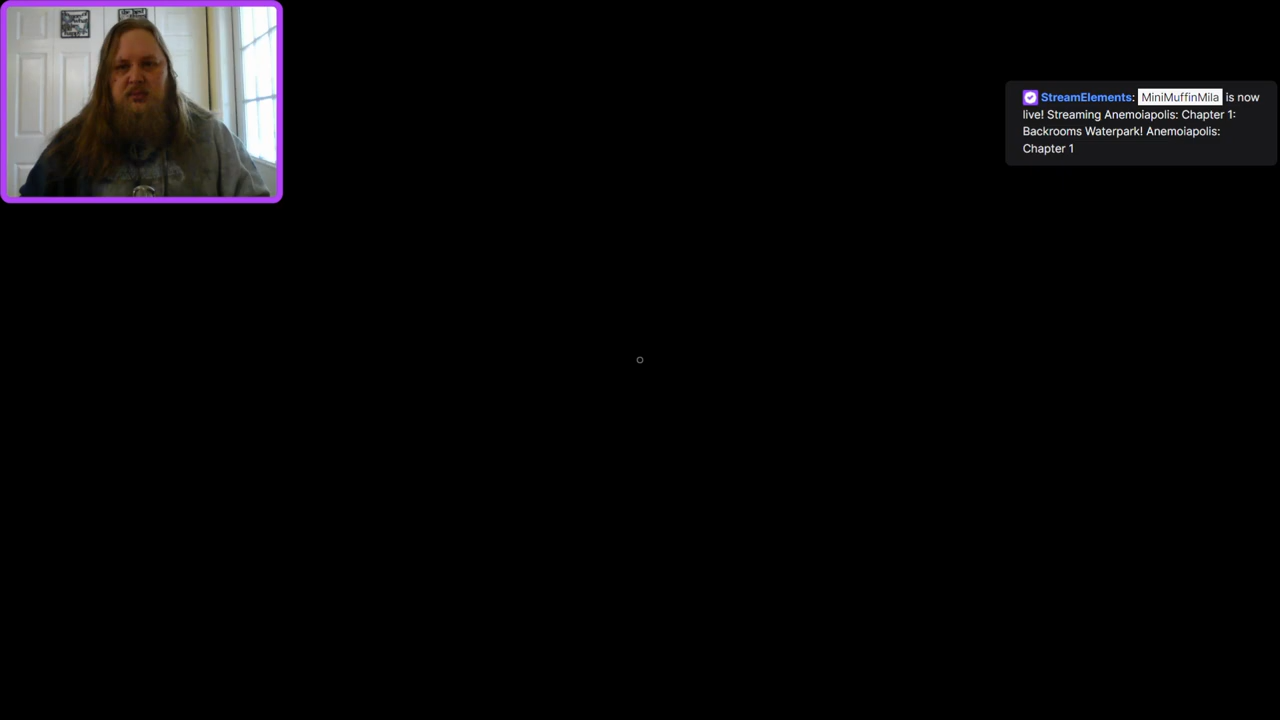 StreamElements: MiniMuffinMila is now
live! Streaming Anemoiapolis: Chapter 1:
Backrooms Waterpark! Anemoiapolis:
Chapter 1